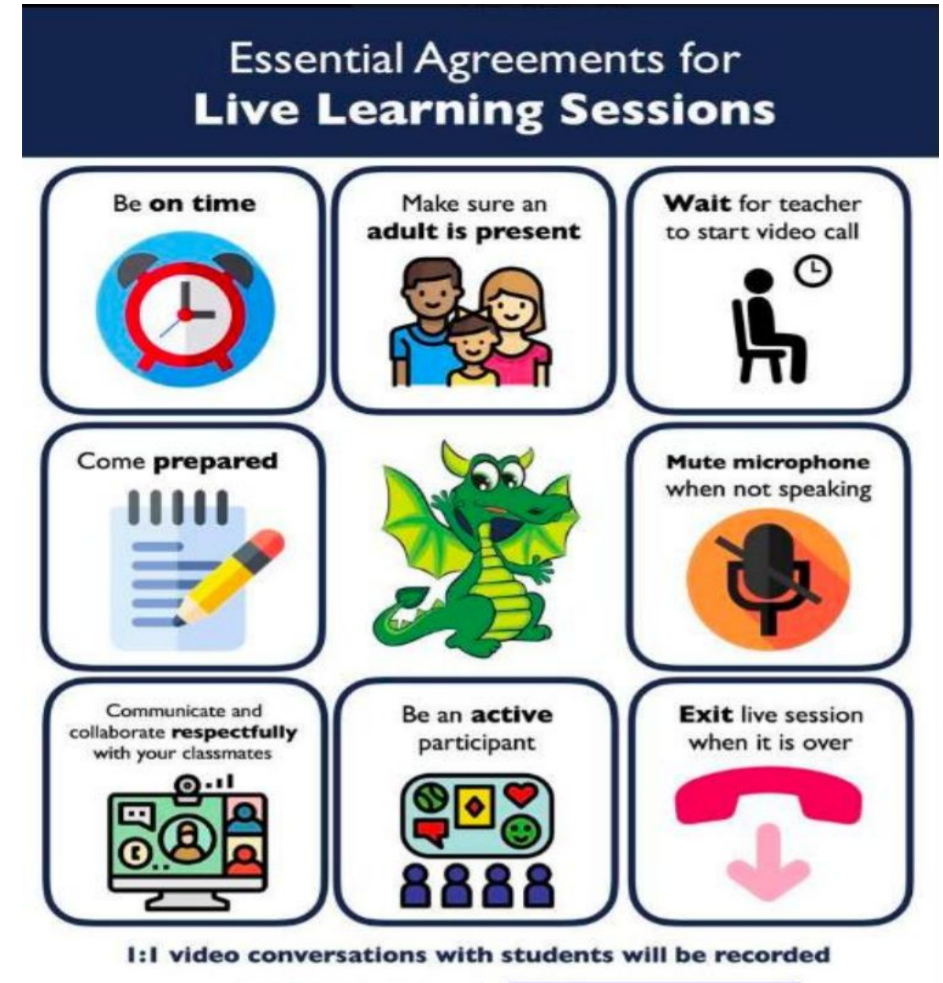 Essential Agreements for
Live Learning Sessions
Be on time
Make sure an
adult is present
Wait for teacher
to start video call
Come prepared
Mute microphone
when not speaking
Communicate and
collaborate respectfully
with your classmates
Be an active
participant
Exit live session
when it is over
1:1 video conversations with students will be recorded